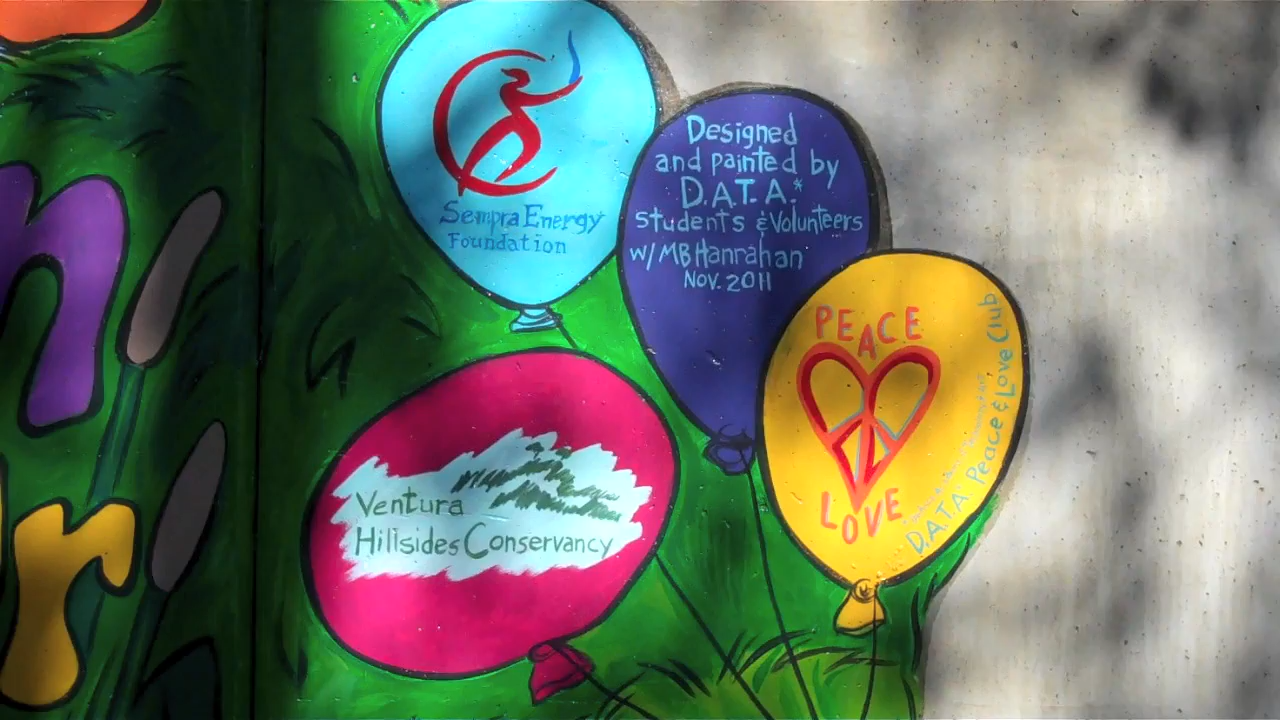 n
r
Sempra Energy
Foundation
Designed
and painted by
D.A.T.A.*
Students & Volunteers
w/ MB Hanrahan
Nov. 2011
PEACE
LOVE
D.A.T.A.* Peace & Love Club
Ventura
Hillsides Conservancy